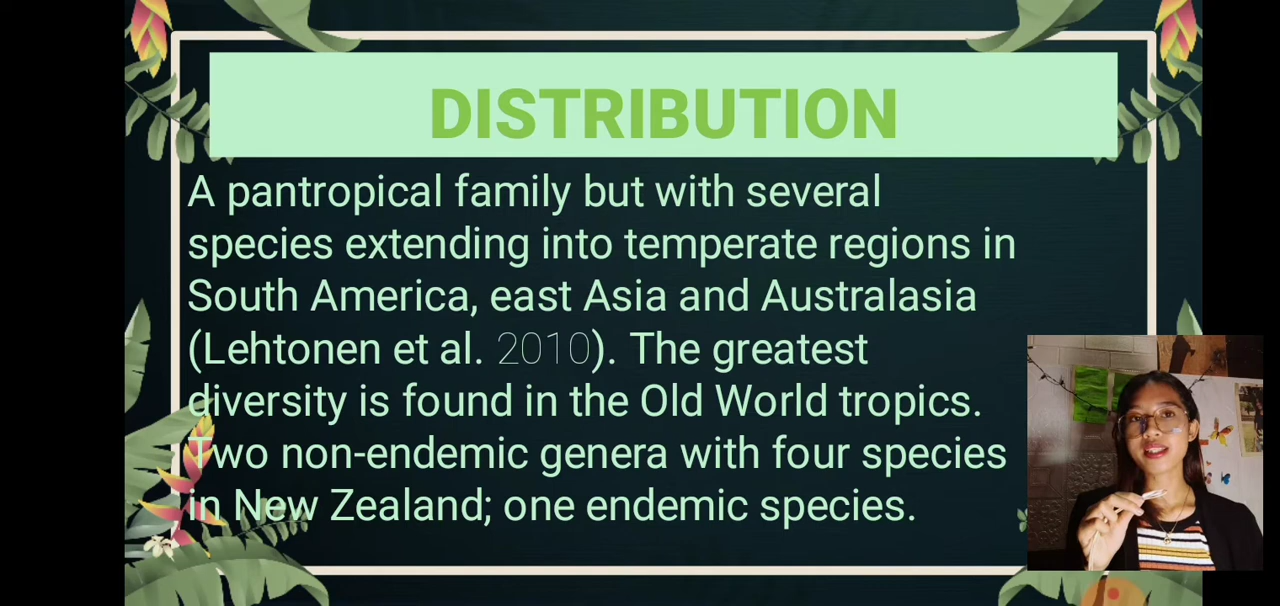 DISTRIBUTION
A pantropical family but with several
species extending into temperate regions in
South America, east Asia and Australasia
(Lehtonen et al. 2010). The greatest
diversity is found in the Old World tropics.
Two non-endemic genera with four species
in New Zealand; one endemic species.